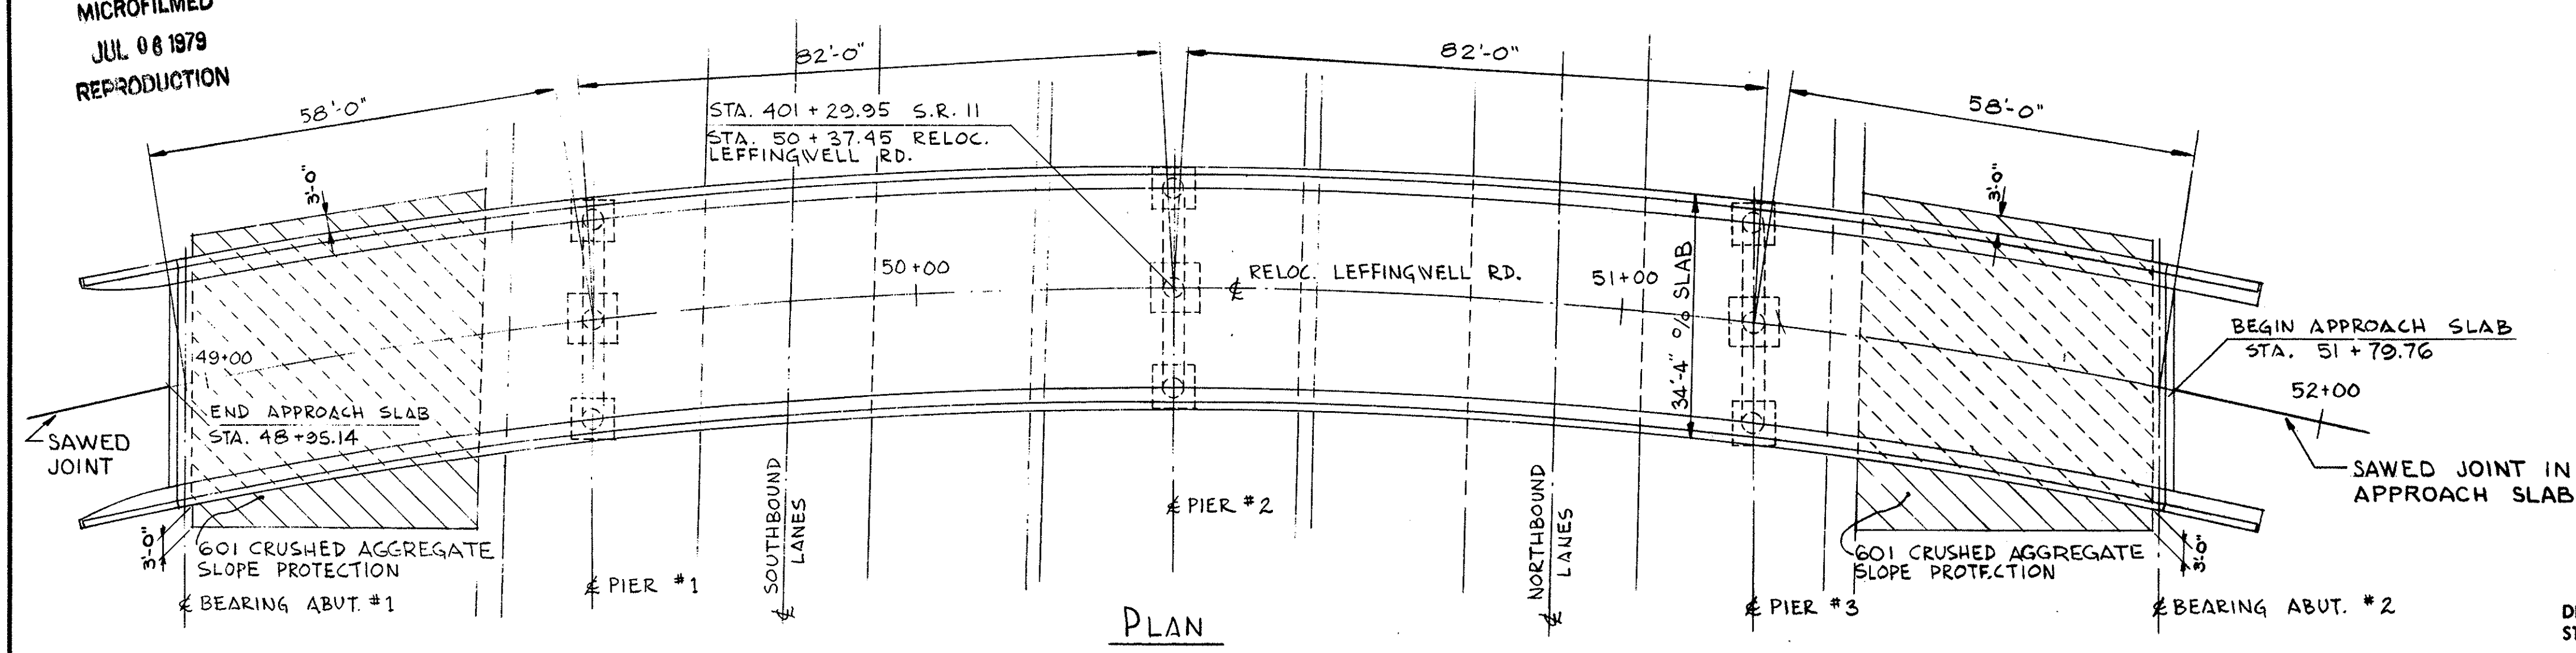 MICROFILMED
JUL 06 1979
REPRODUCTION
58'-0"
82'-0"
82'-0"
58'-0"
STA. 401 + 29.95 S.R. 11
STA. 50 + 37.45 RELOC.
LEFFINGWELL RD.
3'-0"
3'-0"
50+00
℄ RELOC. LEFFINGWELL RD.
51+00
34'-4" O/O SLAB
49+00
BEGIN APPROACH SLAB
STA. 51 + 79.76
52+00
END APPROACH SLAB
STA. 48+95.14
SAWED
JOINT
SAWED JOINT IN
APPROACH SLAB
3'-0"
601 CRUSHED AGGREGATE
SLOPE PROTECTION
℄ BEARING ABUT. #1
℄ PIER #1
℄ SOUTHBOUND
LANES
℄ PIER #2
℄ NORTHBOUND
LANES
℄ PIER #3
601 CRUSHED AGGREGATE
SLOPE PROTECTION
3'-0"
℄ BEARING ABUT. #2
PLAN